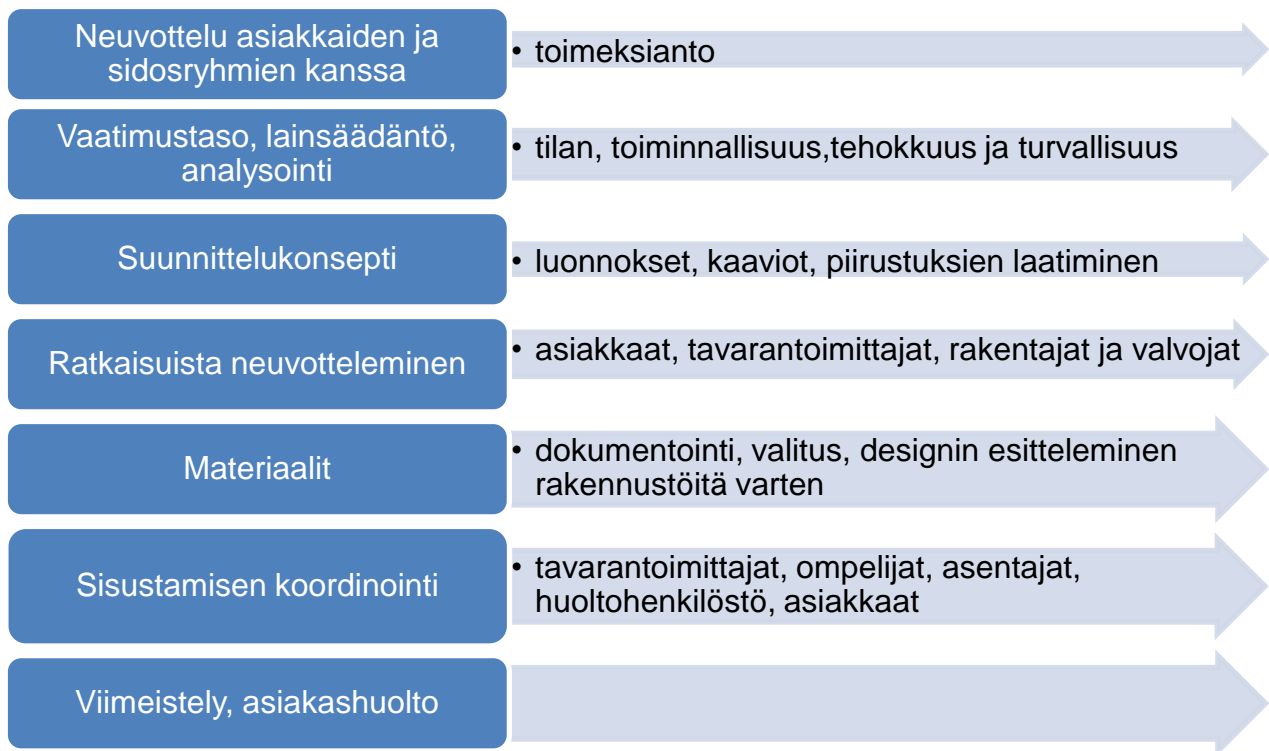 Neuvottelu asiakkaiden ja
sidosryhmien kanssa
• toimeksianto
Vaatimustaso, lainsäädäntö,
analysointi
• tilan, toiminnallisuus,tehokkuus ja turvallisuus
Suunnittelukonsepti
• luonnokset, kaaviot, piirustuksien laatiminen
Ratkaisuista neuvotteleminen
• asiakkaat, tavarantoimittajat, rakentajat ja valvojat
Materiaalit
• dokumentointi, valitus, designin esitteleminen
rakennustöitä varten
Sisustamisen koordinointi
• tavarantoimittajat, ompelijat, asentajat,
huoltohenkilöstö, asiakkaat
Viimeistely, asiakashuolto